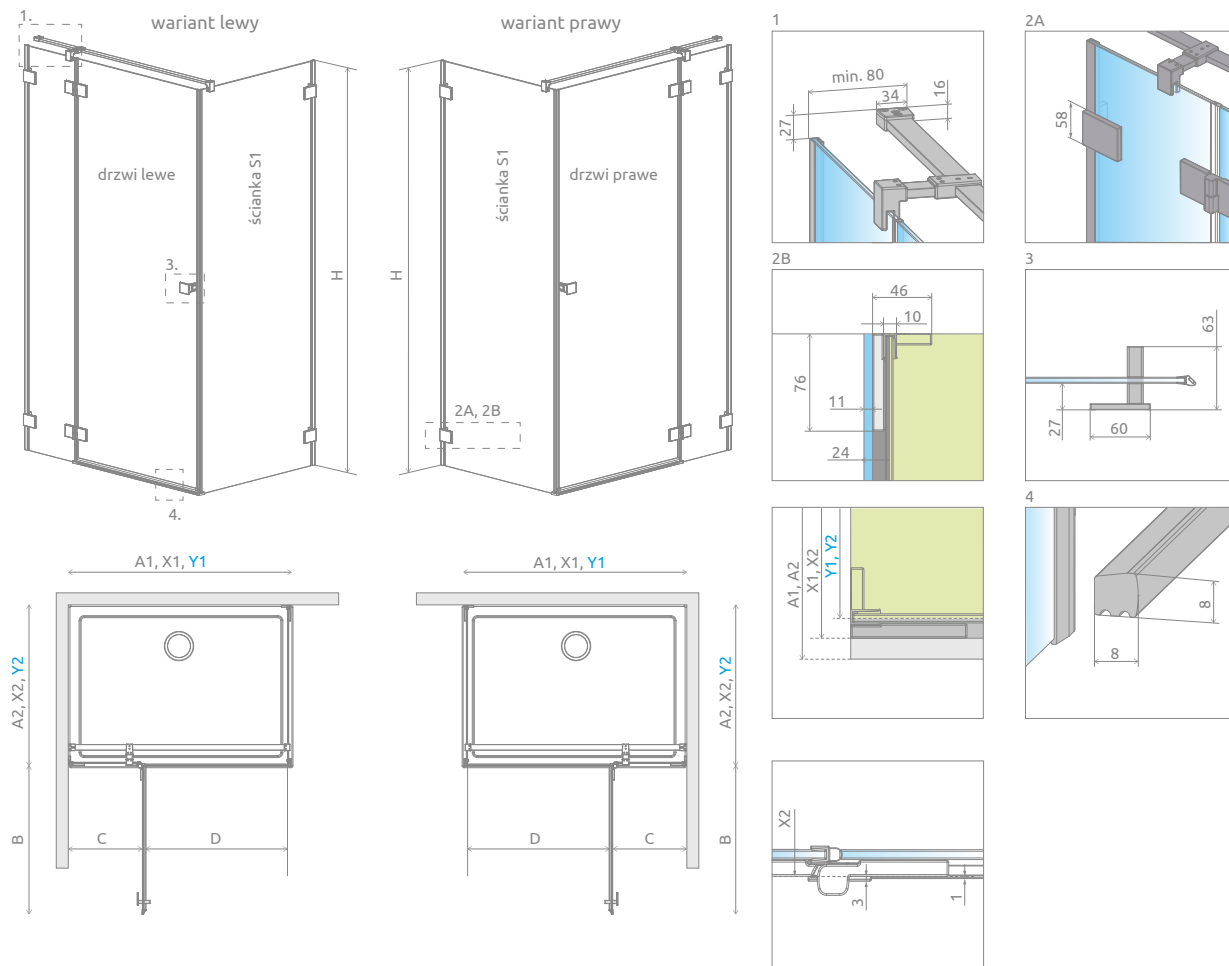 1.
wariant lewy
drzwi lewe
ścianka S1
3.
H
4.
wariant prawy
H
ścianka S1
drzwi prawe
2A, 2B
1
min. 80
34
16
27
2A
58
2B
46
10
76
11
24
3
63
27
60
A1, A2
X1, X2
Y1, Y2
4
8
8
A1, X1, Y1
A2, X2, Y2
B
C
D
A1, X1, Y1
A2, X2, Y2
B
D
C
X2
3
1